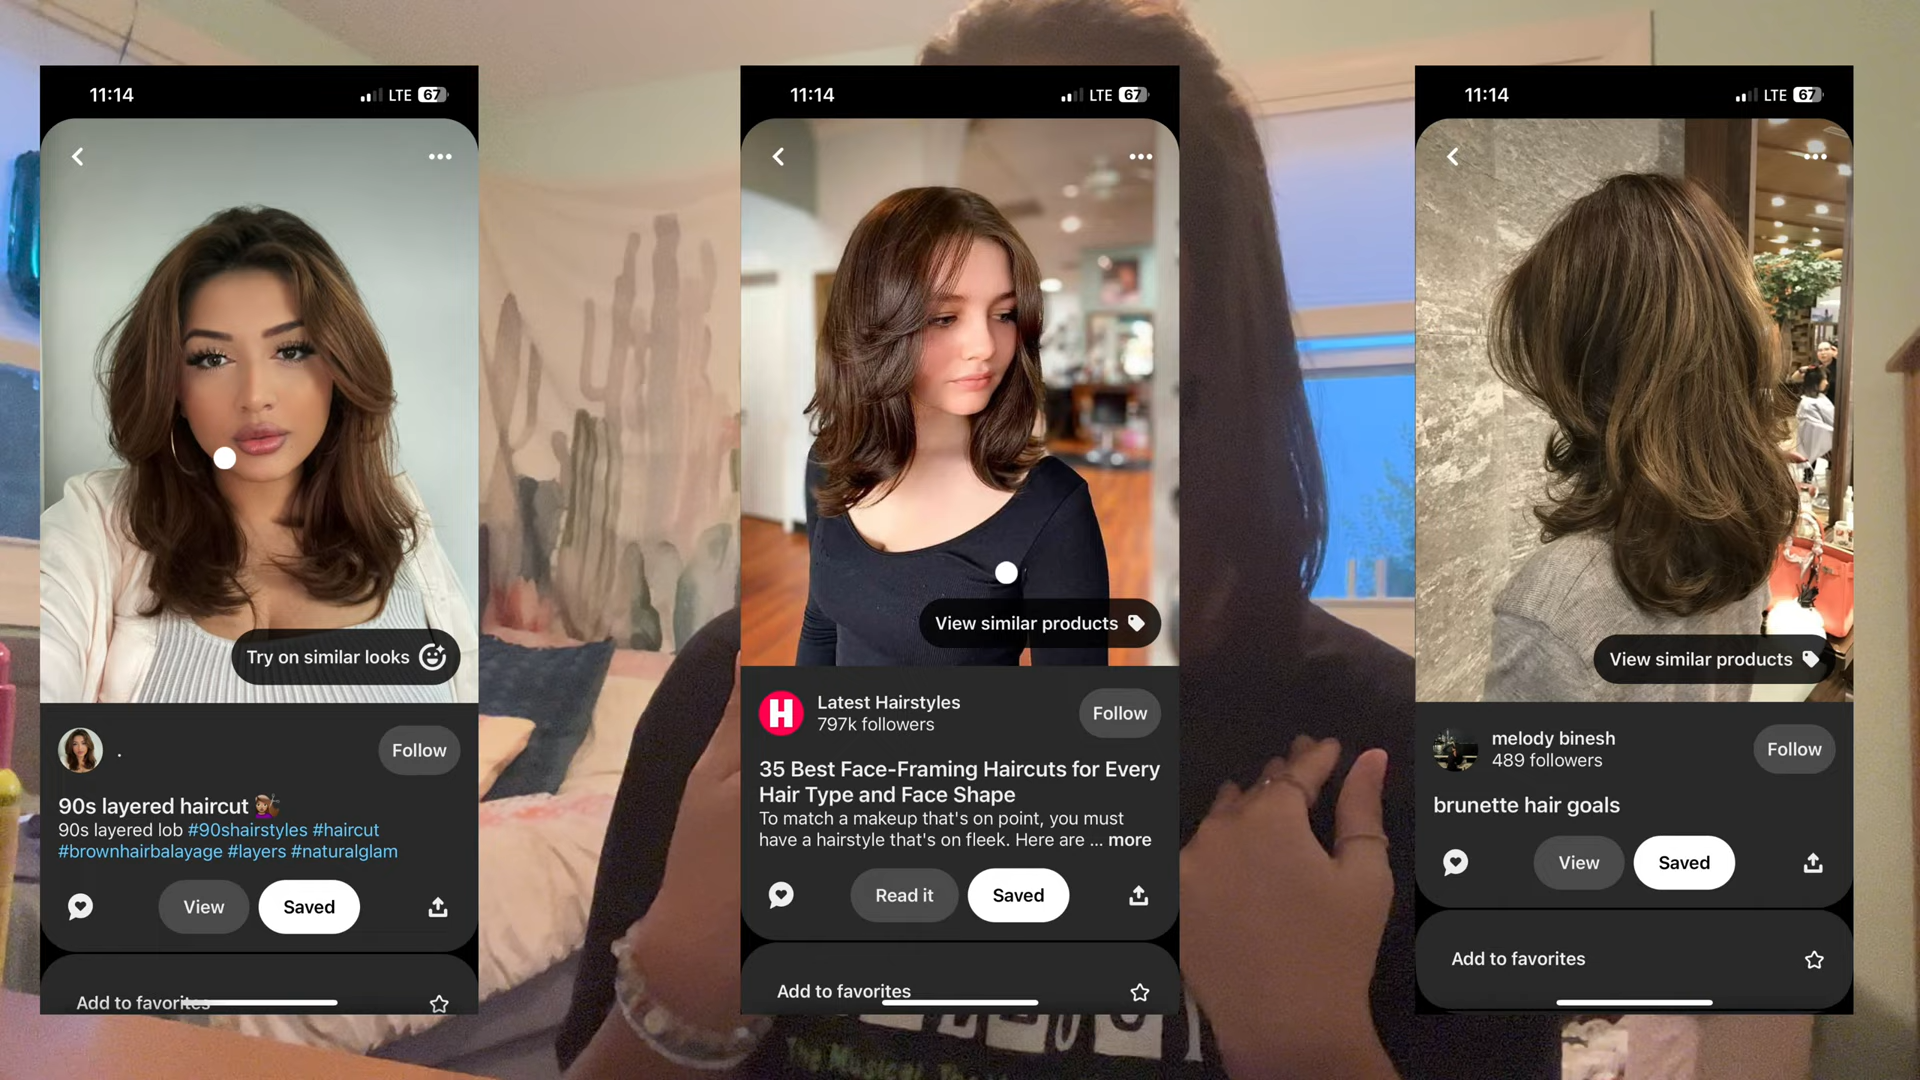 11:14
LTE 67
Try on similar looks
.
Follow
90s layered haircut
90s layered lob #90shairstyles #haircut
#brownhairbalayage #layers #naturalglam
View
Saved
Add to favorites
11:14
LTE 67
View similar products
H
Latest Hairstyles
797k followers
Follow
35 Best Face-Framing Haircuts for Every
Hair Type and Face Shape
To match a makeup that's on point, you must
have a hairstyle that's on fleek. Here are ... more
Read it
Saved
Add to favorites
11:14
LTE 67
View similar products
melody binesh
489 followers
Follow
brunette hair goals
View
Saved
Add to favorites
The Musical